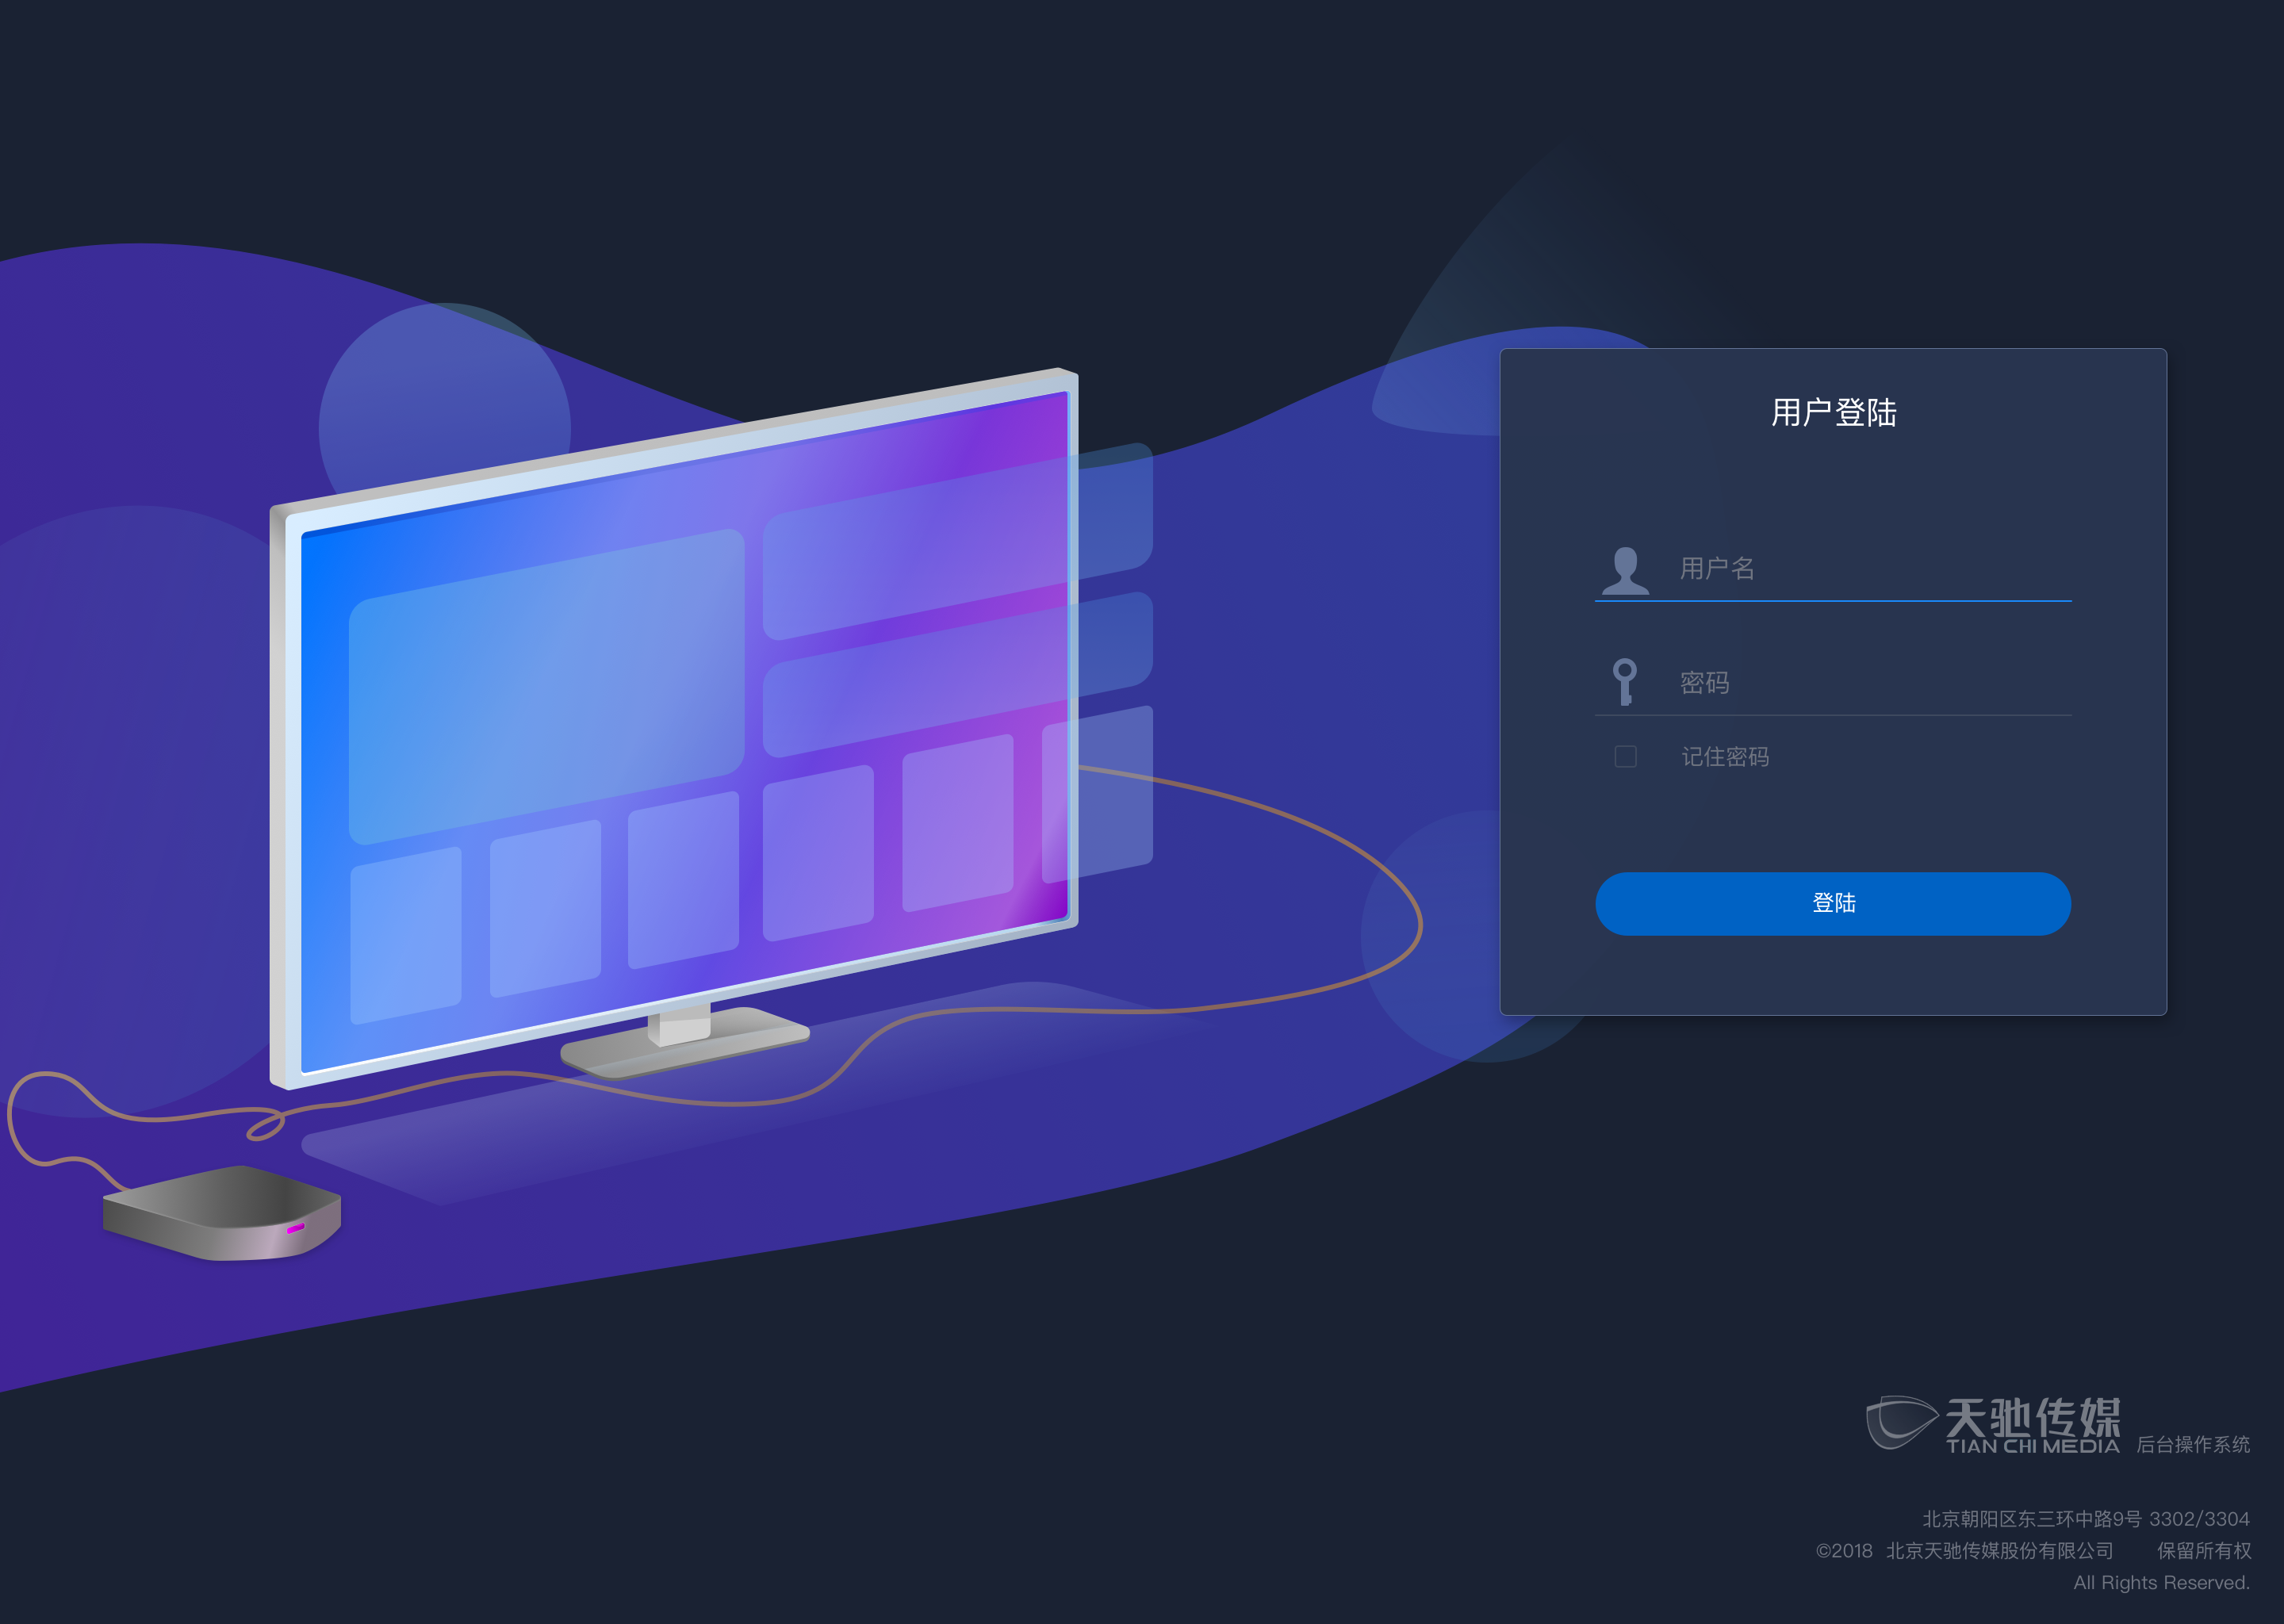 用户登陆
用户名
密码
记住密码
登陆
天驰传媒
TIAN CHI MEDIA 后台操作系统
北京朝阳区东三环中路9号 3302/3304
©2018 北京天驰传媒股份有限公司 保留所有权
All Rights Reserved.